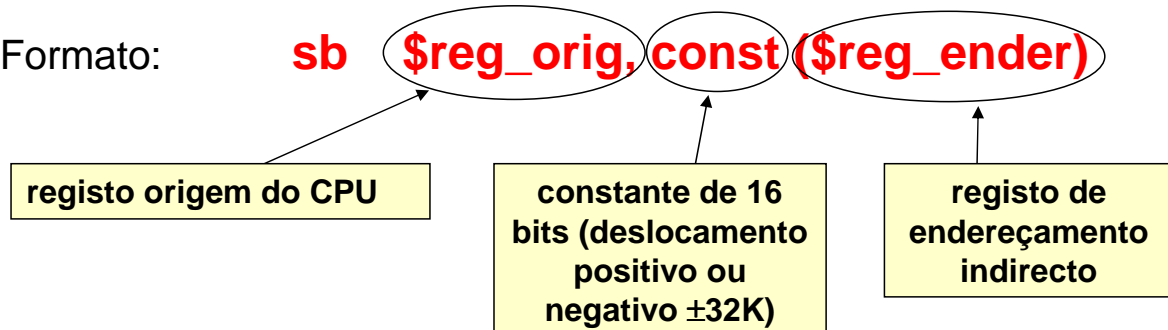 Formato: sb $reg_orig, const ($reg_ender)
registo origem do CPU
constante de 16
bits (deslocamento
positivo ou
negativo ±32K)
registo de
endereçamento
indirecto